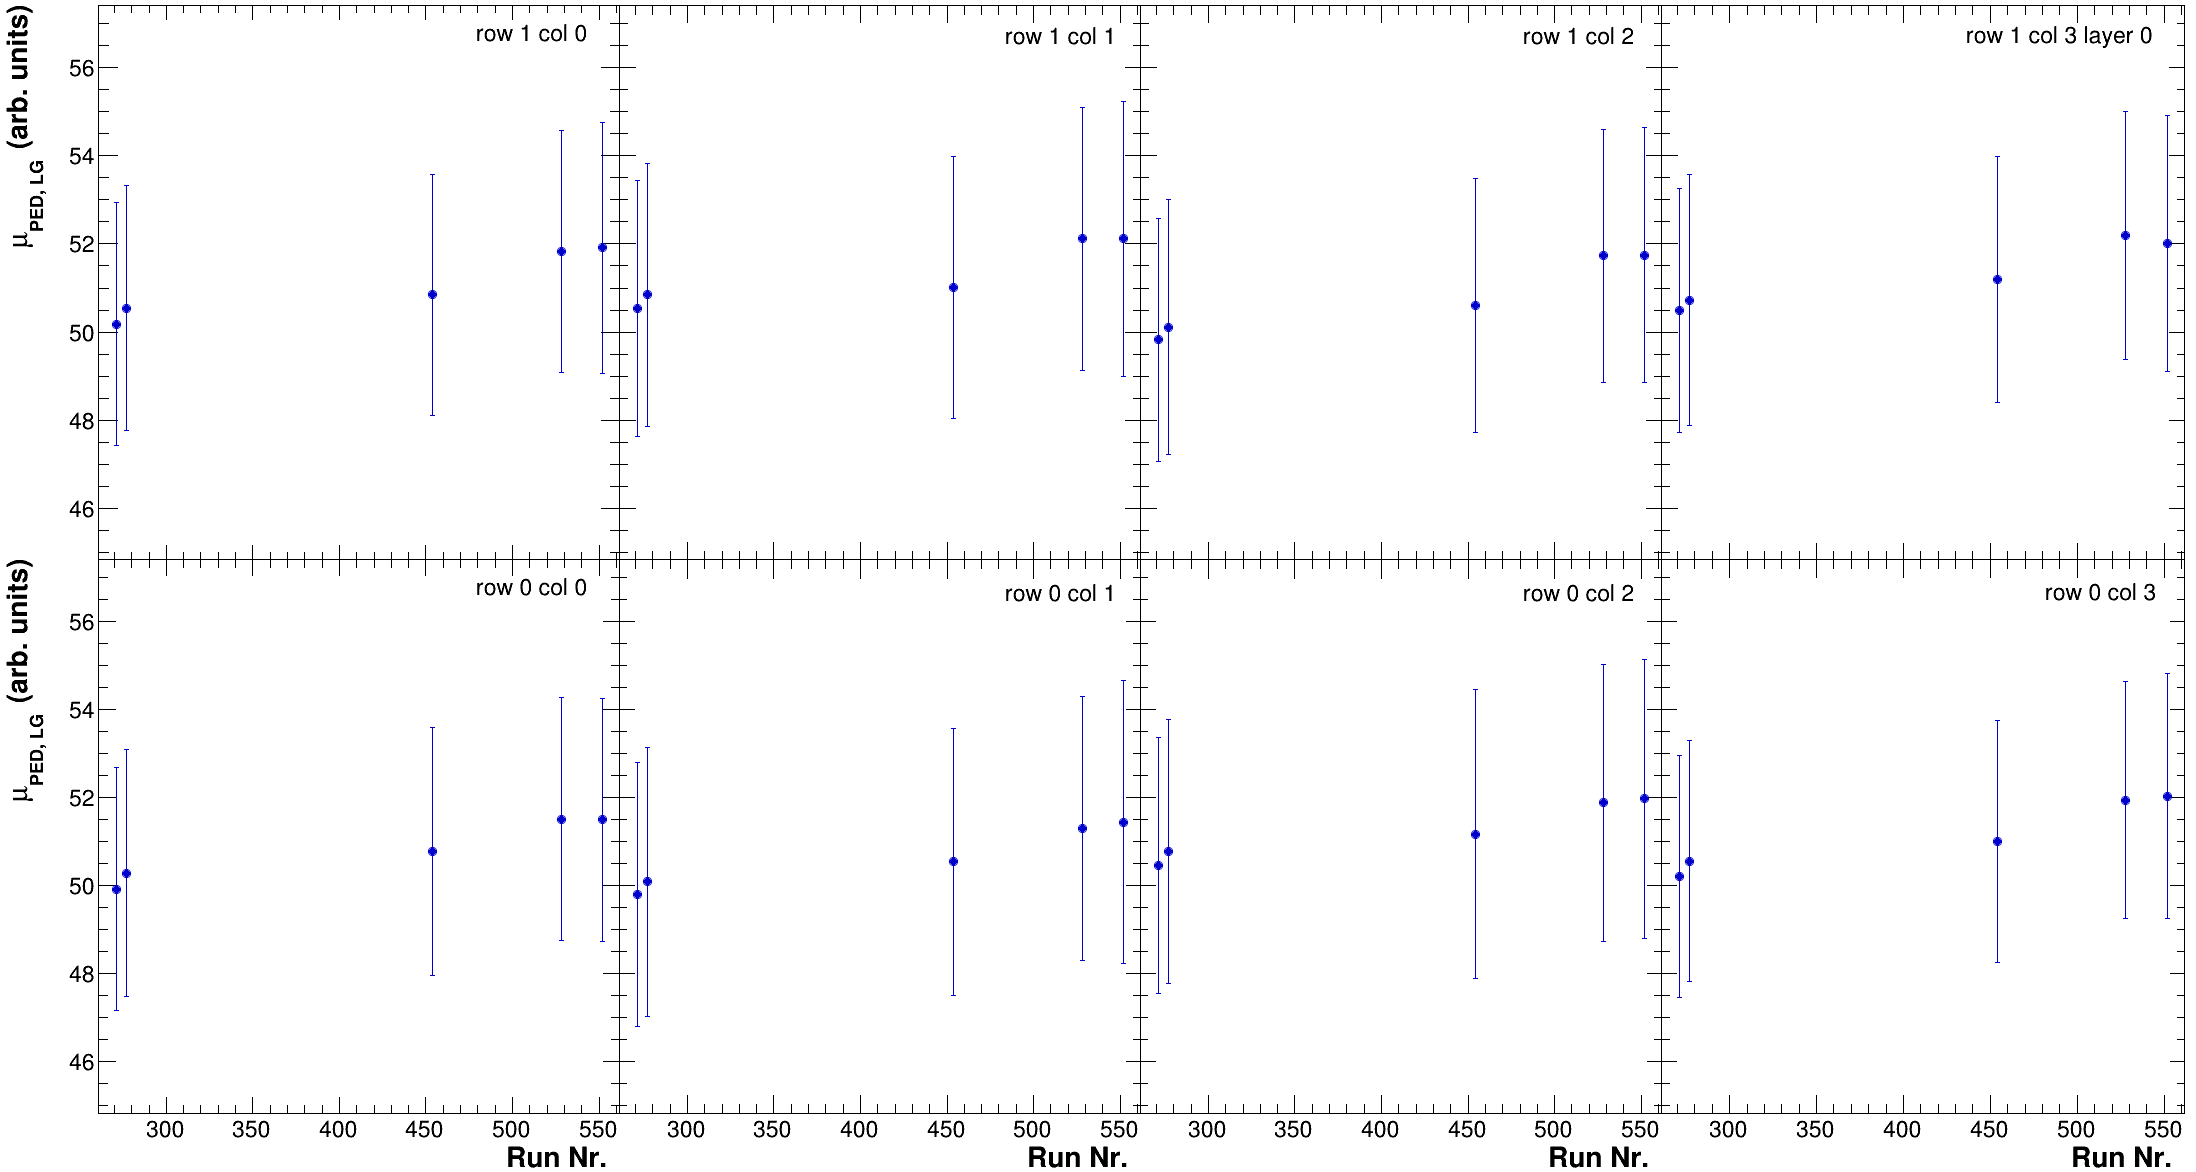 μPED, LG (arb. units)
56
54
52
50
48
46
row 1 col 0
row 1 col 1
row 1 col 2
row 1 col 3 layer 0
μPED, LG (arb. units)
56
54
52
50
48
46
row 0 col 0
row 0 col 1
row 0 col 2
row 0 col 3
300 350 400 450 500 550 300 350 400 450 500 550 300 350 400 450 500 550 300 350 400 450 500 550
Run Nr. Run Nr. Run Nr. Run Nr.